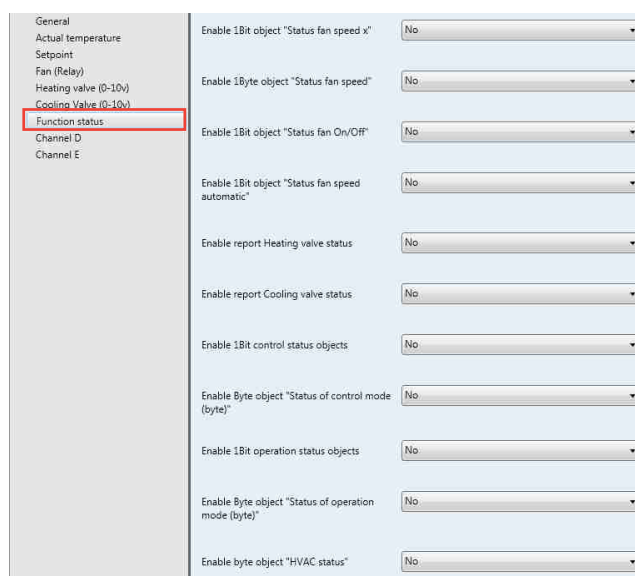 General
Actual temperature
Setpoint
Fan (Relay)
Heating valve (0-10v)
Cooling Valve (0-10v)
Function status
Channel D
Channel E
Enable 1Bit object "Status fan speed x" No
Enable 1Byte object "Status fan speed" No
Enable 1Bit object "Status fan On/Off" No
Enable 1Bit object "Status fan speed No
automatic"
Enable report Heating valve status No
Enable report Cooling valve status No
Enable 1Bit control status objects No
Enable Byte object "Status of control mode No
(byte)"
Enable 1Bit operation status objects No
Enable Byte object "Status of operation No
mode (byte)"
Enable byte object "HVAC status" No